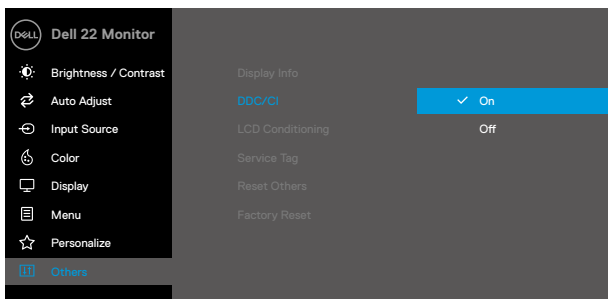 DELL
Dell 22 Monitor
Brightness / Contrast
Auto Adjust
Input Source
Color
Display
Menu
Personalize
Others
Display Info
DDC/CI
LCD Conditioning
Service Tag
Reset Others
Factory Reset
On
Off